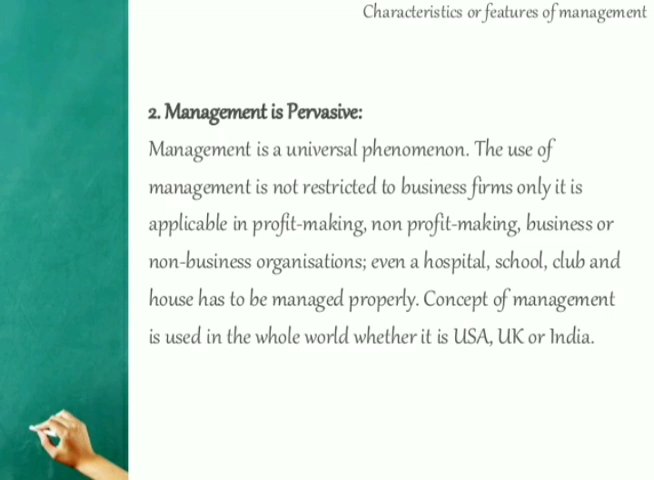 Characteristics or features of management
2. Management is Pervasive:
Management is a universal phenomenon. The use of
management is not restricted to business firms only it is
applicable in profit-making, non profit-making, business or
non-business organisations; even a hospital, school, club and
house has to be managed properly. Concept of management
is used in the whole world whether it is USA, UK or India.